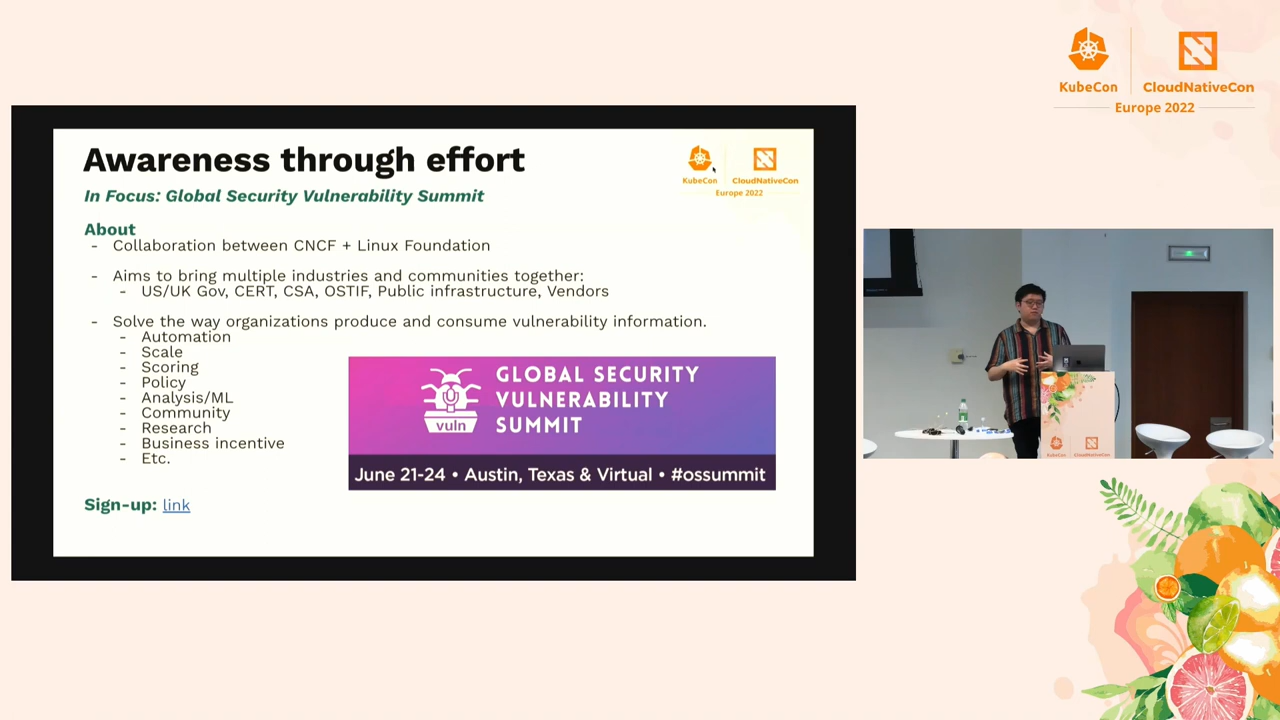 Awareness through effort
In Focus: Global Security Vulnerability Summit
KubeCon
CloudNativeCon
Europe 2022
About
- Collaboration between CNCF + Linux Foundation
- Aims to bring multiple industries and communities together:
- US/UK Gov, CERT, CSA, OSTIF, Public infrastructure, Vendors
- Solve the way organizations produce and consume vulnerability information.
- Automation
- Scale
- Scoring
- Policy
- Analysis/ML
- Community
- Research
- Business incentive
- Etc.
vuln
GLOBAL SECURITY
VULNERABILITY
SUMMIT
June 21-24 • Austin, Texas & Virtual • #ossummit
Sign-up: link
KubeCon
CloudNativeCon
Europe 2022